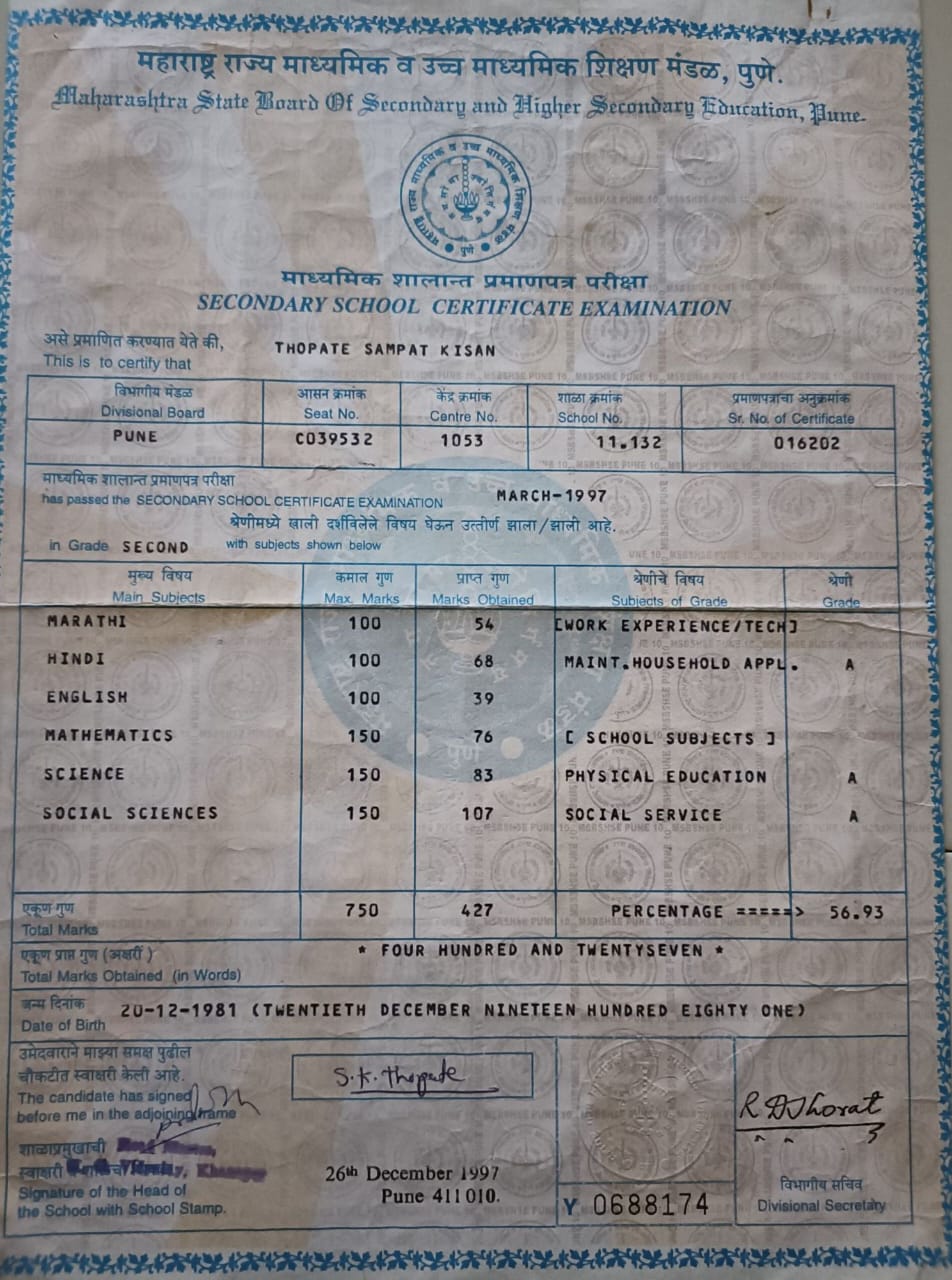 महाराष्ट्र राज्य माध्यमिक व उच्च माध्यमिक शिक्षण मंडळ, पुणे.
Maharashtra State Board Of Secondary and Higher Secondary Education, Pune.
माध्यमिक शालान्त प्रमाणपत्र परीक्षा
SECONDARY SCHOOL CERTIFICATE EXAMINATION
असे प्रमाणित करण्यात येते की,
This is to certify that THOPATE SAMPAT KISAN
विभागीय मंडळ आसन क्रमांक केंद्र क्रमांक शाळा क्रमांक प्रमाणपत्राचा अनुक्रमांक
Divisional Board Seat No. Centre No. School No. Sr. No. of Certificate
PUNE C039532 1053 11.132 016202
माध्यमिक शालान्त प्रमाणपत्र परीक्षा
has passed the SECONDARY SCHOOL CERTIFICATE EXAMINATION MARCH-1997
श्रेणीमध्ये खाली दर्शविलेले विषय घेऊन उत्तीर्ण झाला/झाली आहे.
in Grade SECOND with subjects shown below
मुख्य विषय कमाल गुण प्राप्त गुण श्रेणीचे विषय श्रेणी
Main Subjects Max. Marks Marks Obtained Subjects of Grade Grade
MARATHI 100 54 [WORK EXPERIENCE/TECH]
HINDI 100 68 MAINT.HOUSEHOLD APPL. A
ENGLISH 100 39
MATHEMATICS 150 76 [ SCHOOL SUBJECTS ]
SCIENCE 150 83 PHYSICAL EDUCATION A
SOCIAL SCIENCES 150 107 SOCIAL SERVICE A
एकूण गुण
Total Marks 750 427 PERCENTAGE =====> 56.93
एकूण प्राप्त गुण (अक्षरी) * FOUR HUNDRED AND TWENTYSEVEN *
Total Marks Obtained (in Words)
जन्म दिनांक 20-12-1981 (TWENTIETH DECEMBER NINETEEN HUNDRED EIGHTY ONE)
Date of Birth
उमेदवाराने माझ्या समक्ष पुढील
चौकटीत स्वाक्षरी केली आहे. S.K.Thopate
The candidate has signed
before me in the adjoining frame
R D Thorat
शाळाप्रमुखाची
स्वाक्षरी
Signature of the Head of
the School with School Stamp.
26th December 1997
Pune 411 010.
Y 0688174
विभागीय सचिव
Divisional Secretary